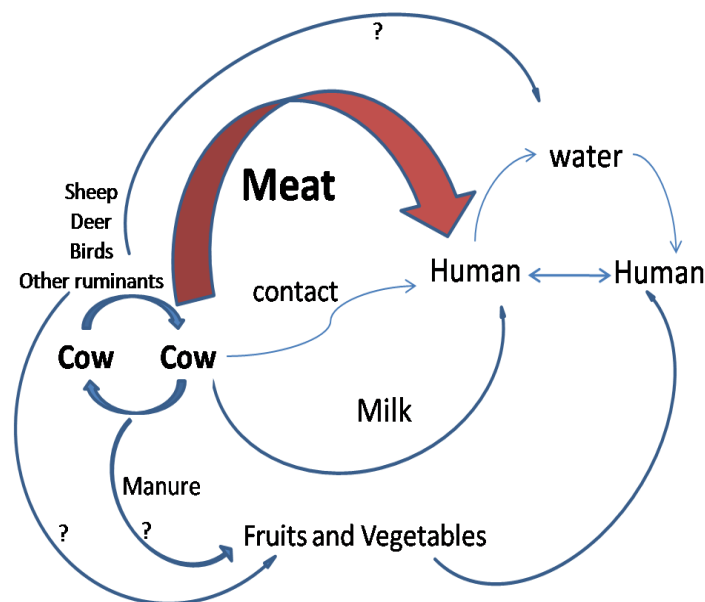 ?
water
Meat
Sheep
Deer
Birds
Other ruminants
Human
Human
contact
Cow
Cow
Milk
Manure
?
?
Fruits and Vegetables